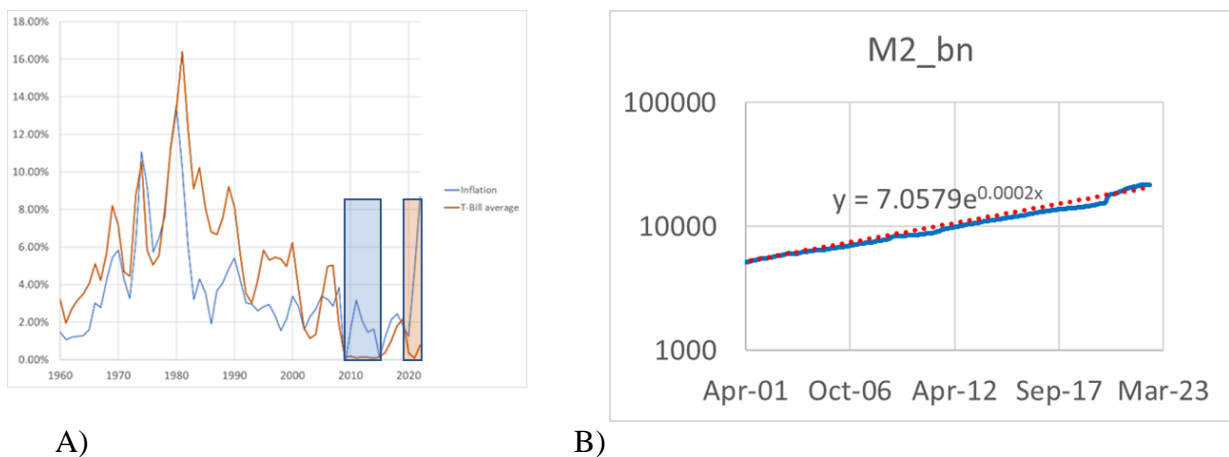 18.00%
16.00%
14.00%
12.00%
10.00%
8.00%
6.00%
4.00%
2.00%
0.00%
1960 1970 1980 1990 2000 2010 2020
Inflation
T-Bill average
A)
M2_bn
100000
10000
1000
y = 7.0579e^0.0002x
Apr-01 Oct-06 Apr-12 Sep-17 Mar-23
B)